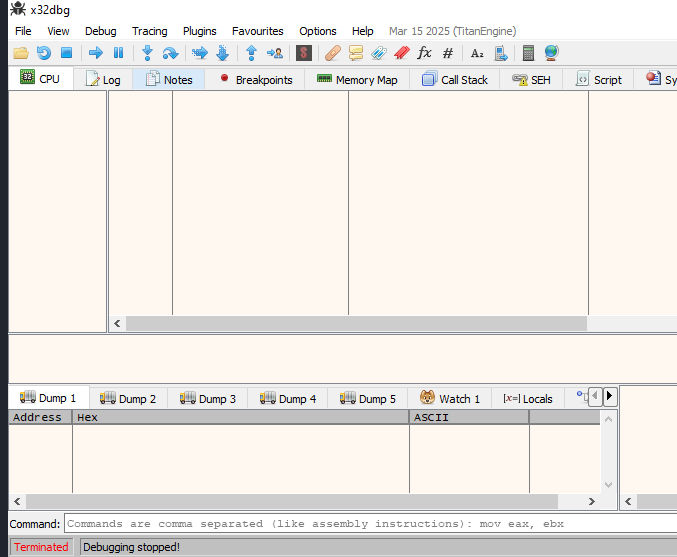 x32dbg
File View Debug Tracing Plugins Favourites Options Help Mar 15 2025 (TitanEngine)
CPU Log Notes Breakpoints Memory Map Call Stack SEH Script Sy
Dump 1 Dump 2 Dump 3 Dump 4 Dump 5 Watch 1 [x=] Locals
Address Hex ASCII
Command: Commands are comma separated (like assembly instructions): mov eax, ebx
Terminated Debugging stopped!